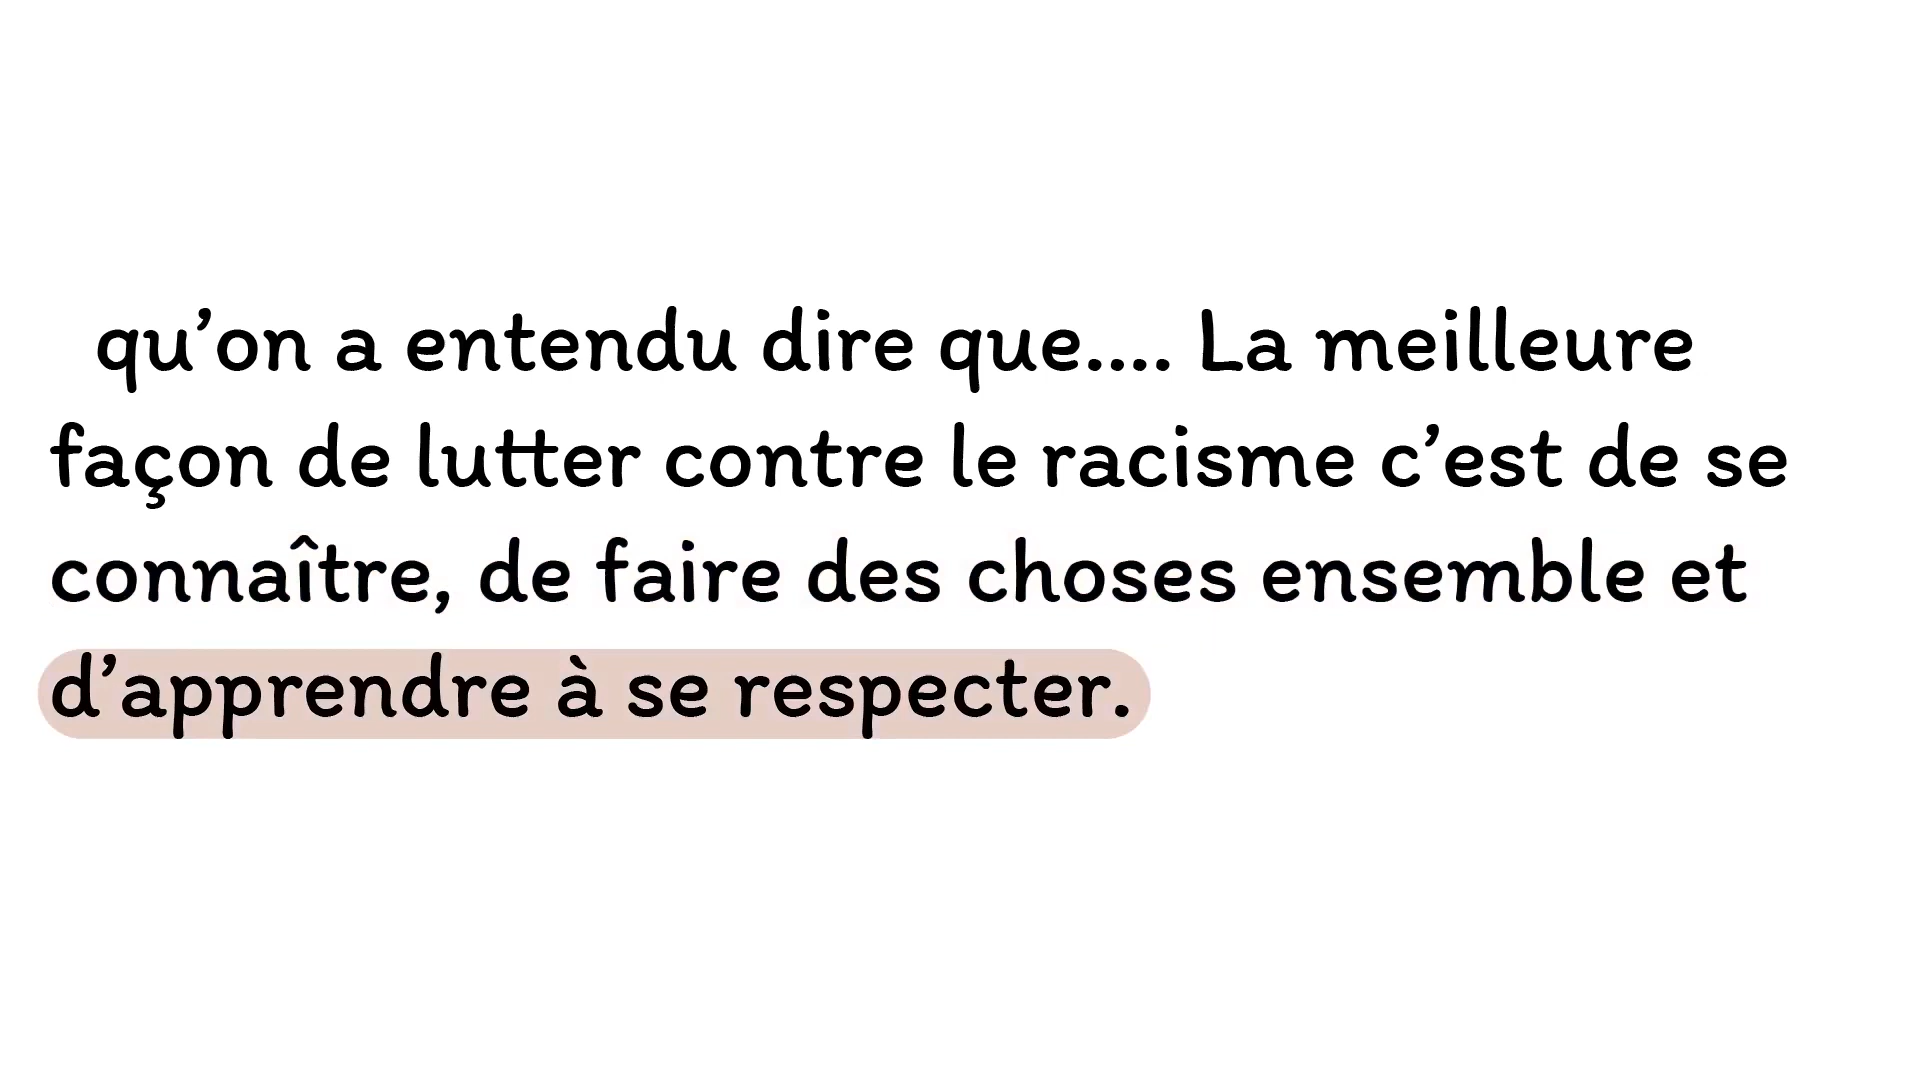 qu’on a entendu dire que.... La meilleure
façon de lutter contre le racisme c’est de se
connaître, de faire des choses ensemble et
d’apprendre à se respecter.